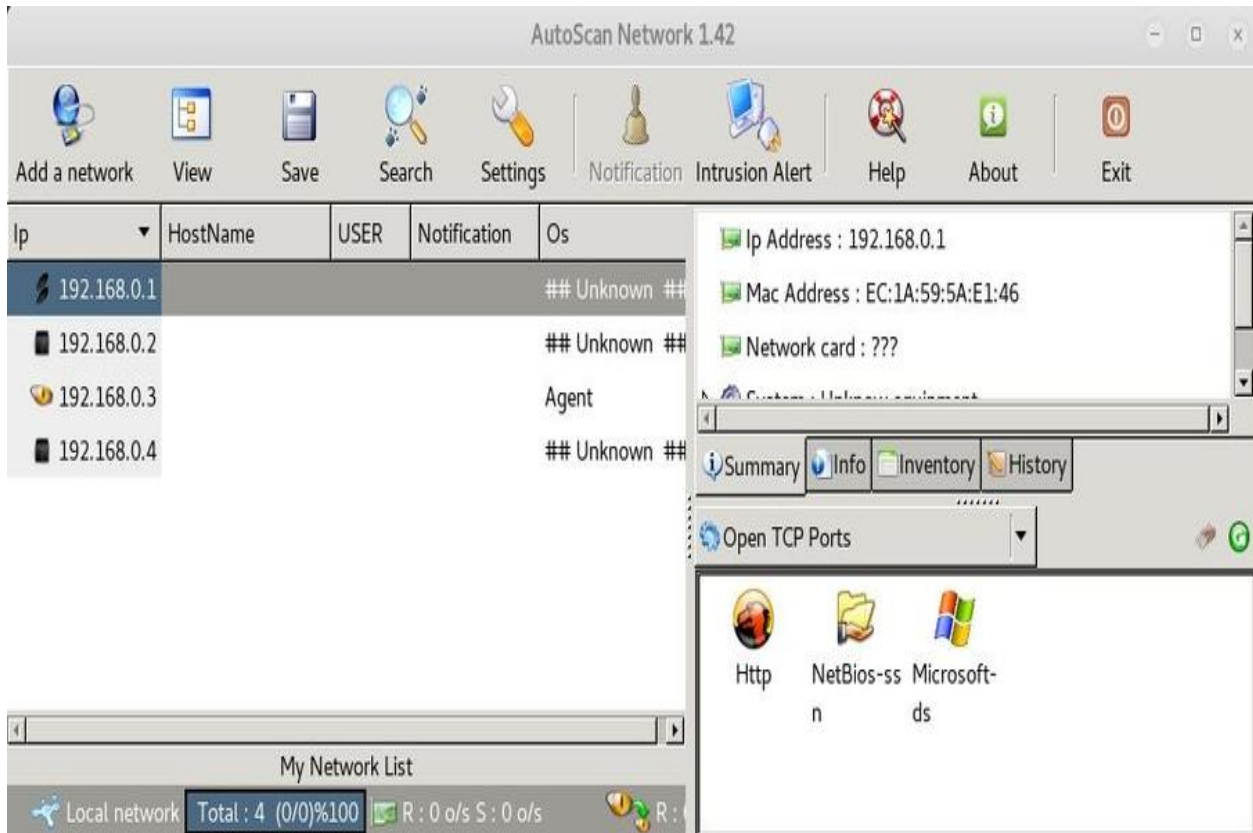 AutoScan Network 1.42
Add a network View Save Search Settings Notification Intrusion Alert Help About Exit
Ip HostName USER Notification Os
192.168.0.1 ## Unknown ##
192.168.0.2 ## Unknown ##
192.168.0.3 Agent
192.168.0.4 ## Unknown ##
My Network List
Local network Total : 4 (0/0)%100 R : 0 o/s S : 0 o/s R :
Ip Address : 192.168.0.1
Mac Address : EC:1A:59:5A:E1:46
Network card : ???
System : Unknow equipment
Summary Info Inventory History
Open TCP Ports
Http NetBios-ss Microsoft-
n ds